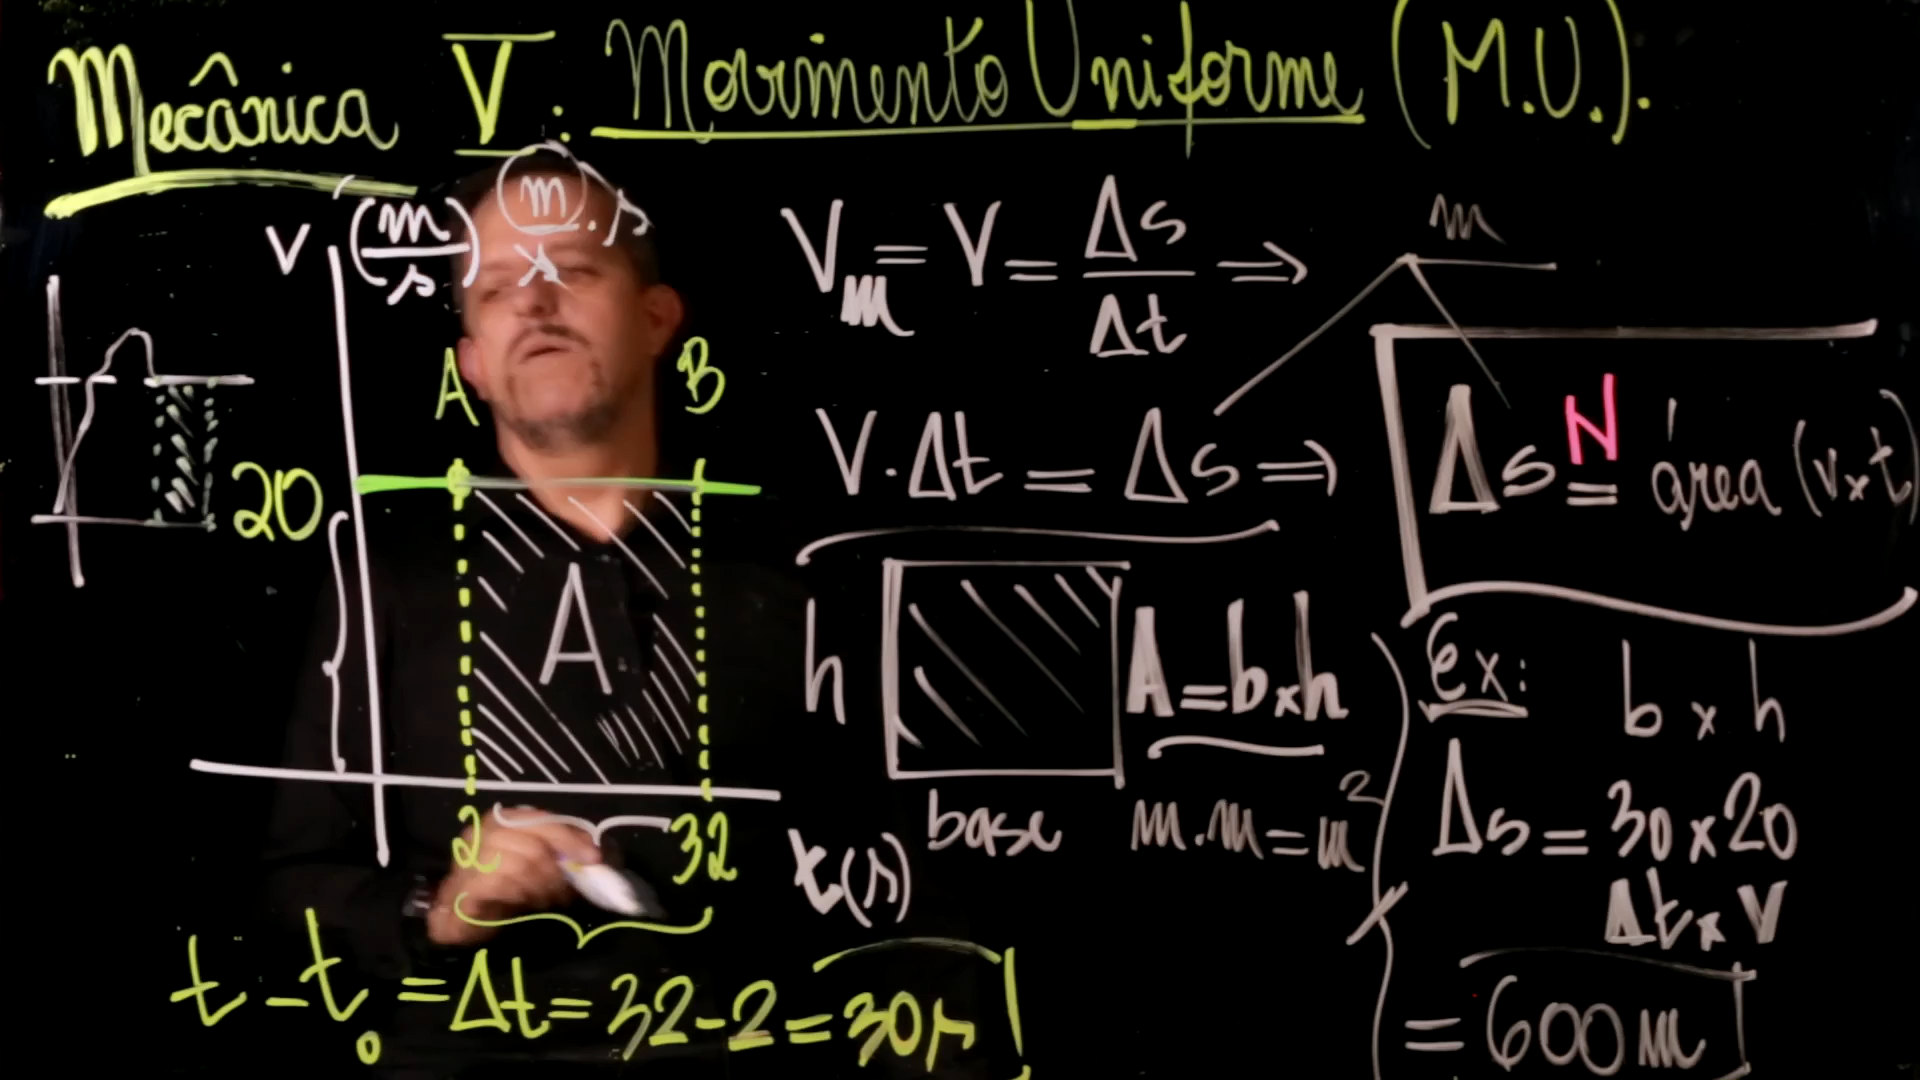 Mecânica V: Movimento Uniforme (M.U.).
v (m/s) m/s . s
A B
20
A
2 32
t(s)
t - t₀ = Δt = 32 - 2 = 30s
Vm = V = Δs/Δt ⇒
m
V · Δt = Δs ⇒
Δs N= área (v x t)
h
base
A = b x h
m.m = m²
Ex:
b x h
Δs = 30 x 20
Δt x V
= 600 m